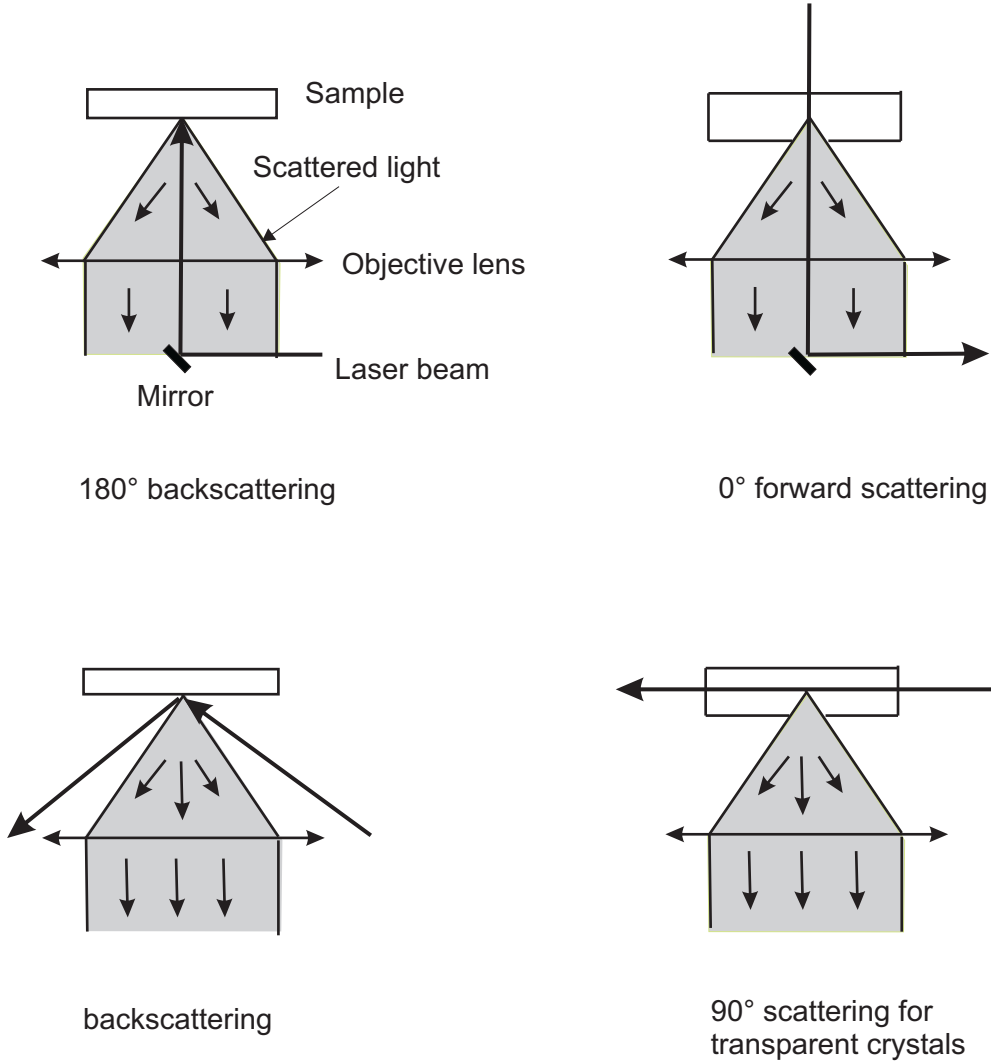 Sample
Scattered light
Objective lens
Laser beam
Mirror
180° backscattering
0° forward scattering
backscattering
90° scattering for
transparent crystals